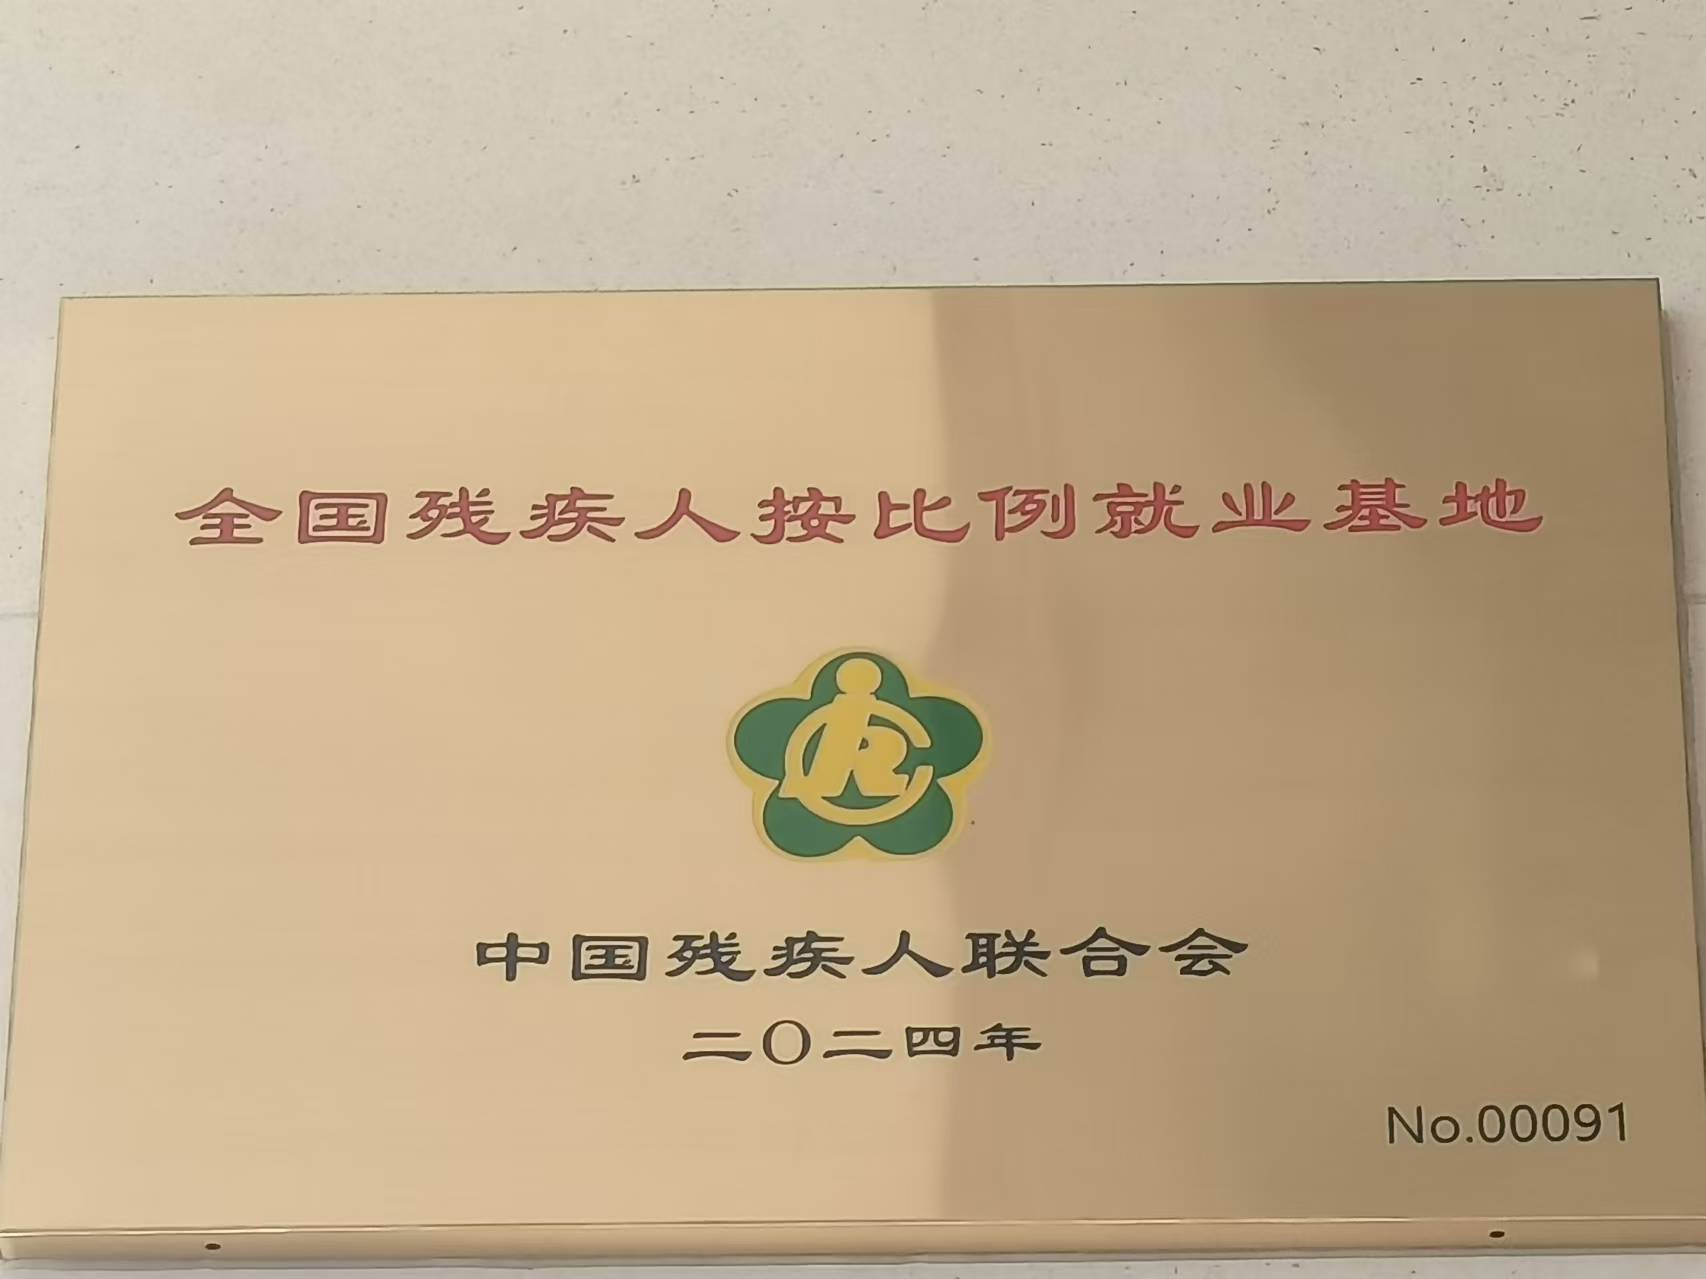 全国残疾人按比例就业基地
中国残疾人联合会
二〇二四年
No.00091